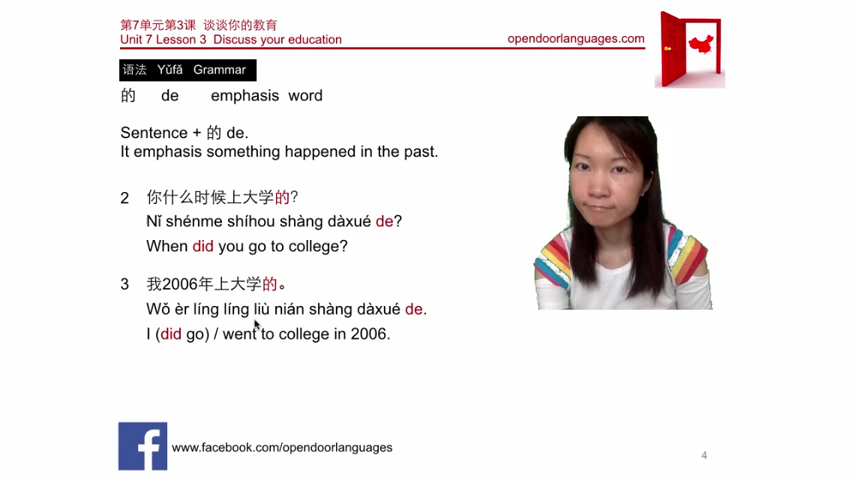 第7单元第3课 谈谈你的教育
Unit 7 Lesson 3 Discuss your education
opendoorlanguages.com
语法 Yǔfǎ Grammar
的 de emphasis word
Sentence + 的 de.
It emphasis something happened in the past.
2 你什么时候上大学的?
Nǐ shénme shíhou shàng dàxué de?
When did you go to college?
3 我2006年上大学的。
Wǒ èr líng líng liù nián shàng dàxué de.
I (did go) / went to college in 2006.
www.facebook.com/opendoorlanguages
4